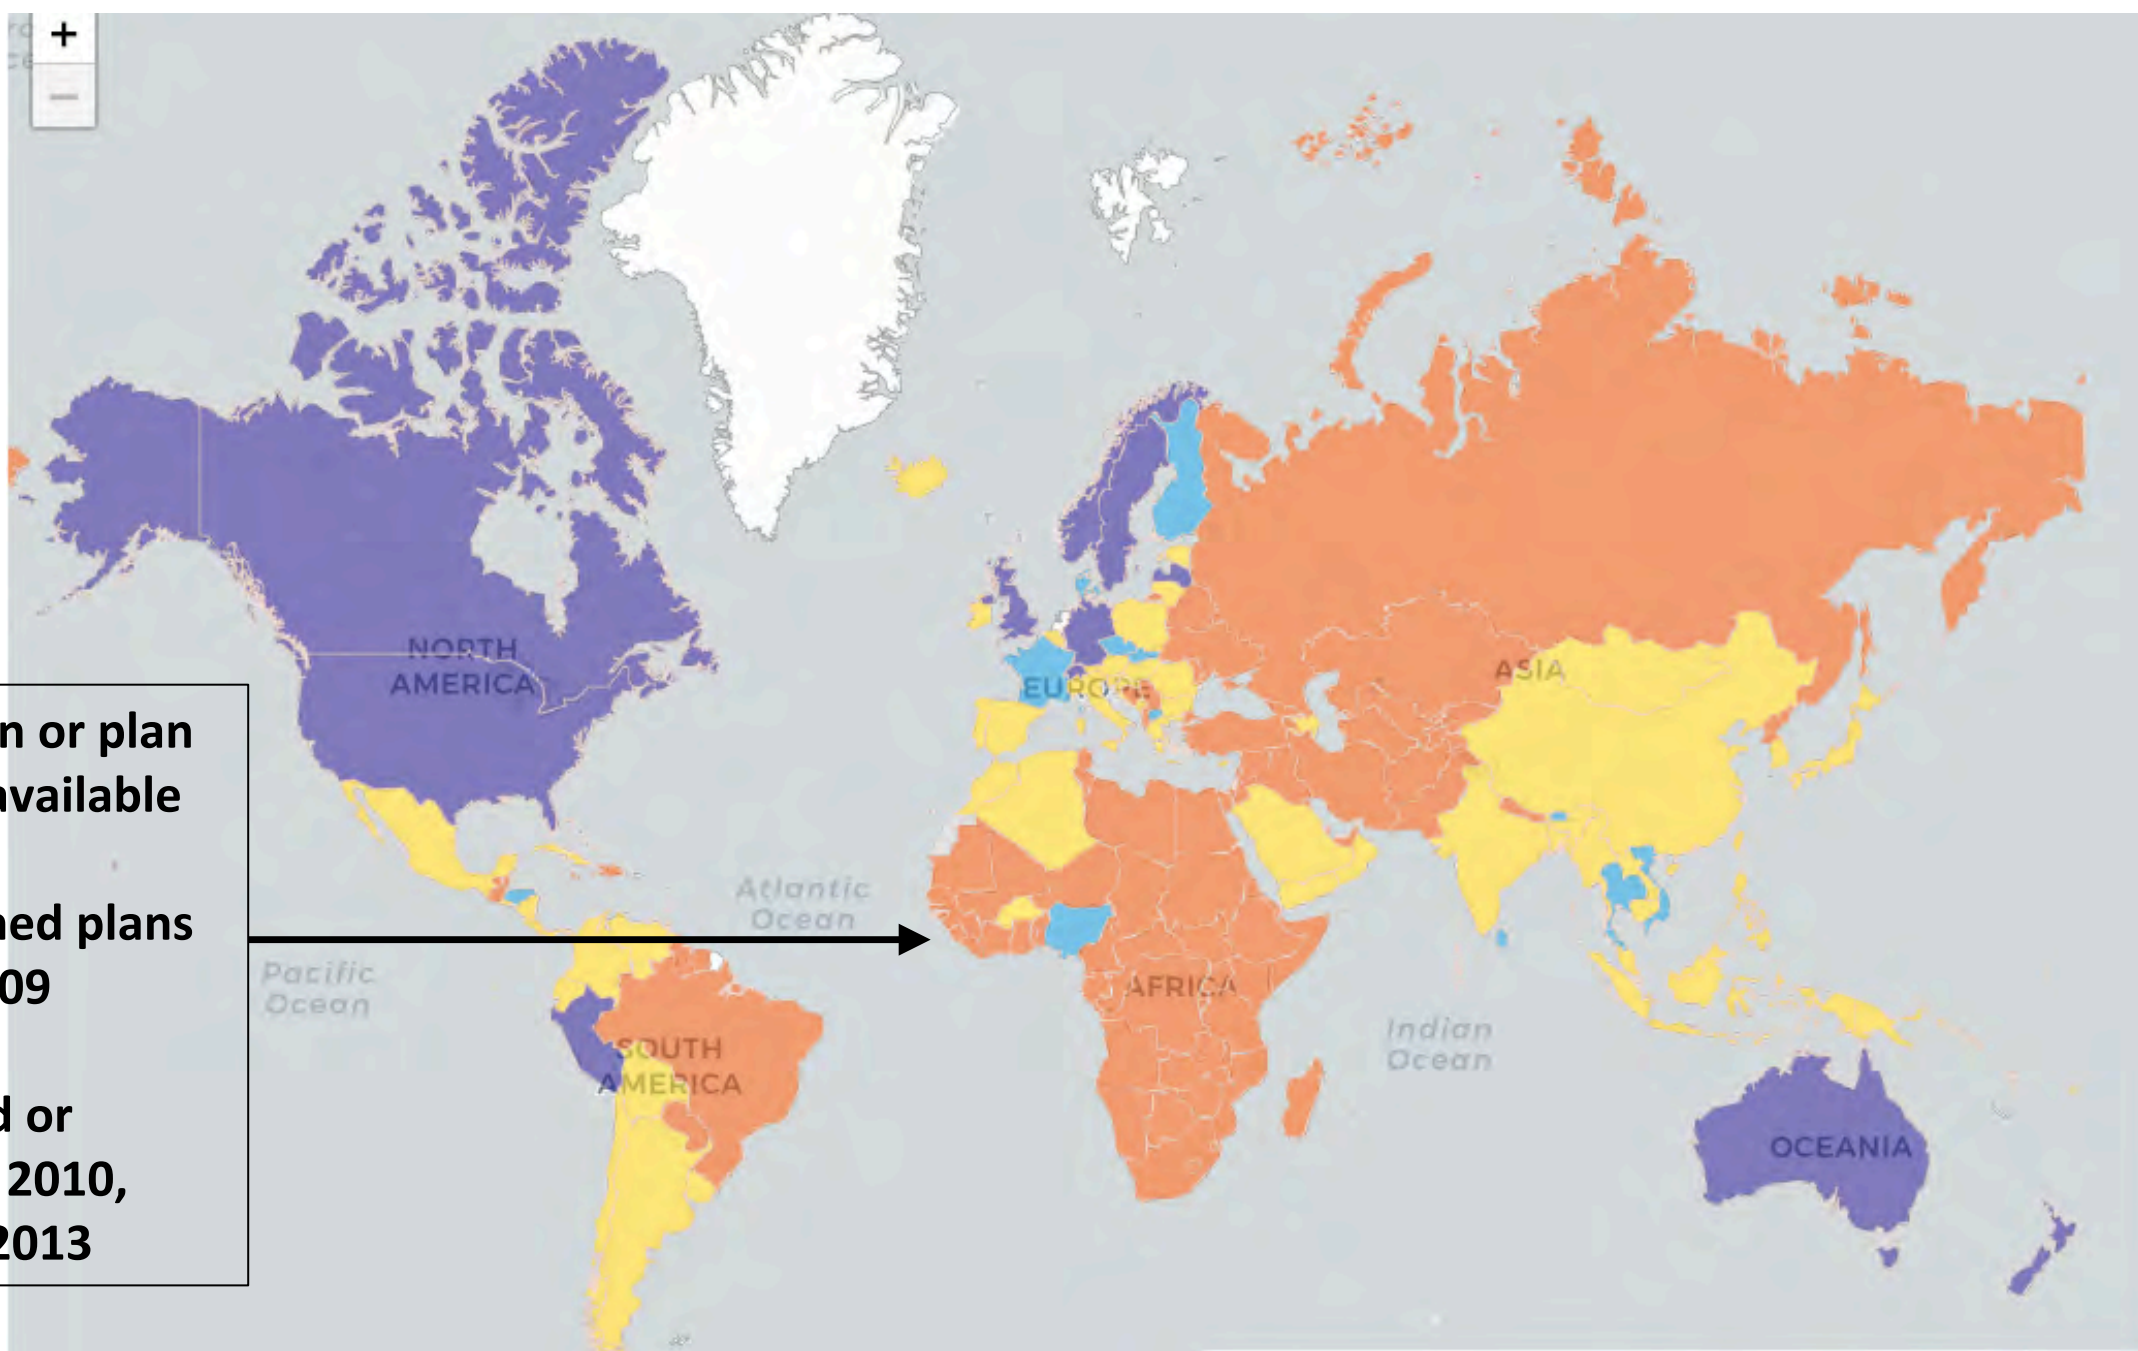 +
−
NORTH
AMERICA
n or plan
available
ned plans
09
d or
2010,
2013
Atlantic
Ocean
Pacific
Ocean
SOUTH
AMERICA
EUROPE
ASIA
AFRICA
Indian
Ocean
OCEANIA